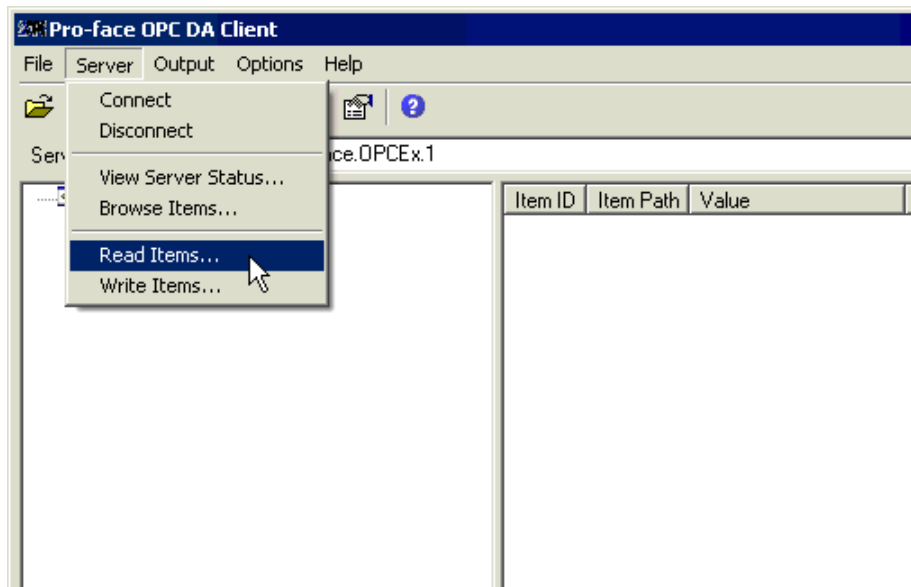 Pro-face OPC DA Client
File Server Output Options Help
Connect
Disconnect
ace.OPCEx.1
View Server Status...
Browse Items...
Item ID Item Path Value
Read Items...
Write Items...